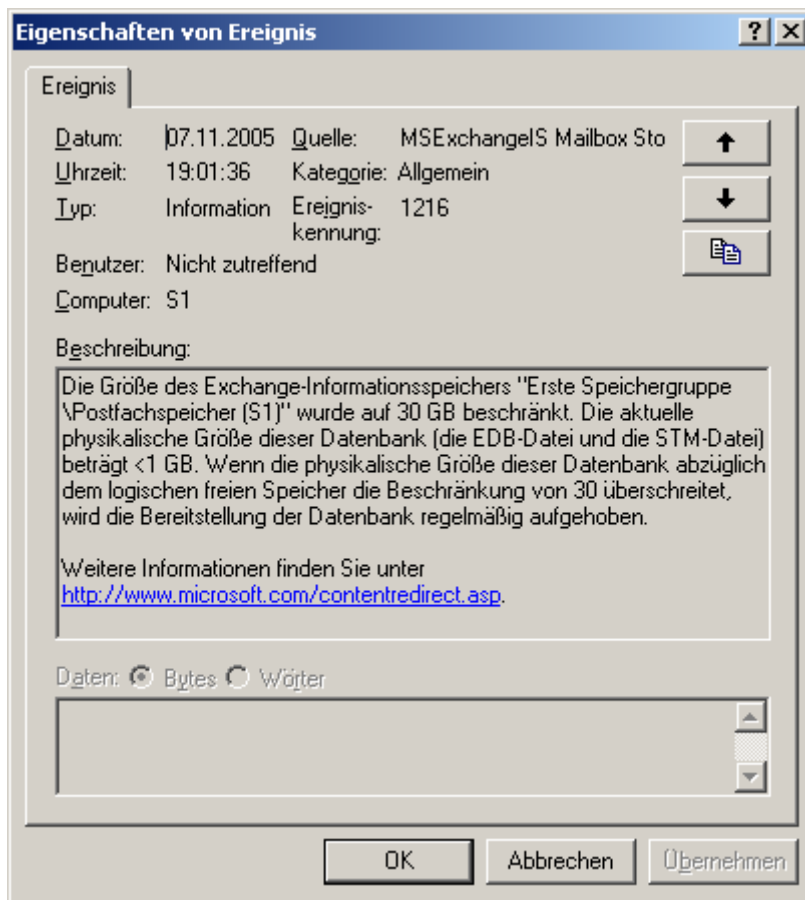 Eigenschaften von Ereignis
Ereignis
Datum: 07.11.2005 Quelle: MSExchangeIS Mailbox Sto
Uhrzeit: 19:01:36 Kategorie: Allgemein
Typ: Information Ereignis-
kennung: 1216
Benutzer: Nicht zutreffend
Computer: S1
Beschreibung:
Die Größe des Exchange-Informationsspeichers "Erste Speichergruppe
\Postfachspeicher (S1)" wurde auf 30 GB beschränkt. Die aktuelle
physikalische Größe dieser Datenbank (die EDB-Datei und die STM-Datei)
beträgt <1 GB. Wenn die physikalische Größe dieser Datenbank abzüglich
dem logischen freien Speicher die Beschränkung von 30 überschreitet,
wird die Bereitstellung der Datenbank regelmäßig aufgehoben.
Weitere Informationen finden Sie unter
http://www.microsoft.com/contentredirect.asp.
Daten: Bytes Wörter
OK Abbrechen Übernehmen